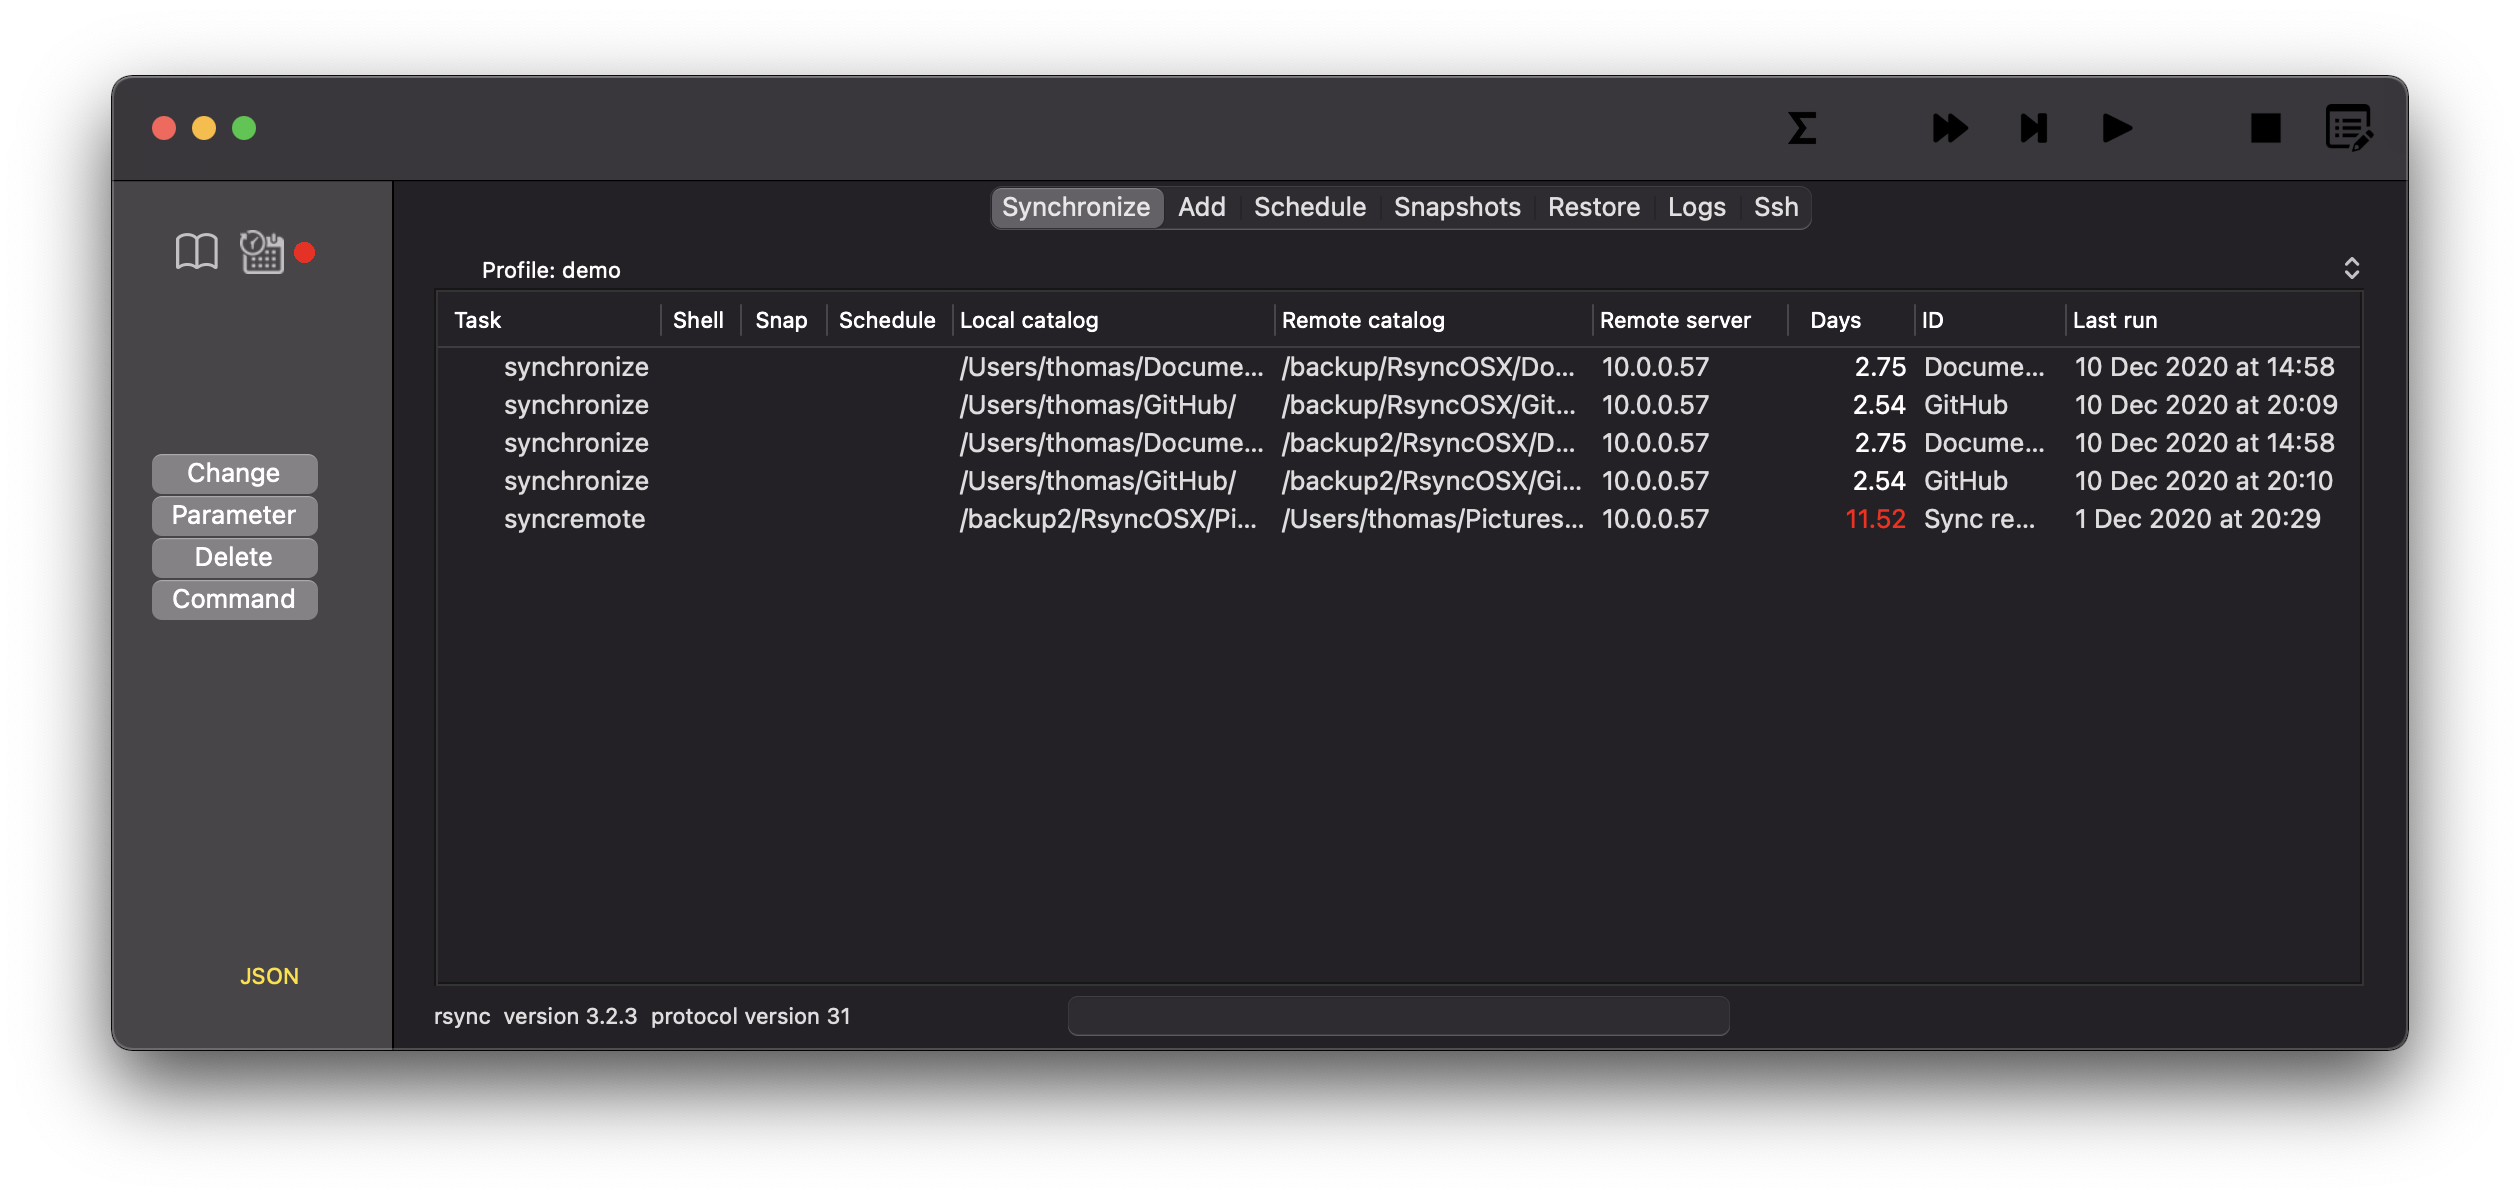 Synchronize Add Schedule Snapshots Restore Logs Ssh
Profile: demo
Task Shell Snap Schedule Local catalog Remote catalog Remote server Days ID Last run
synchronize /Users/thomas/Docume... /backup/RsyncOSX/Do... 10.0.0.57 2.75 Docume... 10 Dec 2020 at 14:58
synchronize /Users/thomas/GitHub/ /backup/RsyncOSX/Git... 10.0.0.57 2.54 GitHub 10 Dec 2020 at 20:09
synchronize /Users/thomas/Docume... /backup2/RsyncOSX/D... 10.0.0.57 2.75 Docume... 10 Dec 2020 at 14:58
synchronize /Users/thomas/GitHub/ /backup2/RsyncOSX/Gi... 10.0.0.57 2.54 GitHub 10 Dec 2020 at 20:10
syncremote /backup2/RsyncOSX/Pi... /Users/thomas/Pictures... 10.0.0.57 11.52 Sync re... 1 Dec 2020 at 20:29
Change
Parameter
Delete
Command
JSON
rsync version 3.2.3 protocol version 31